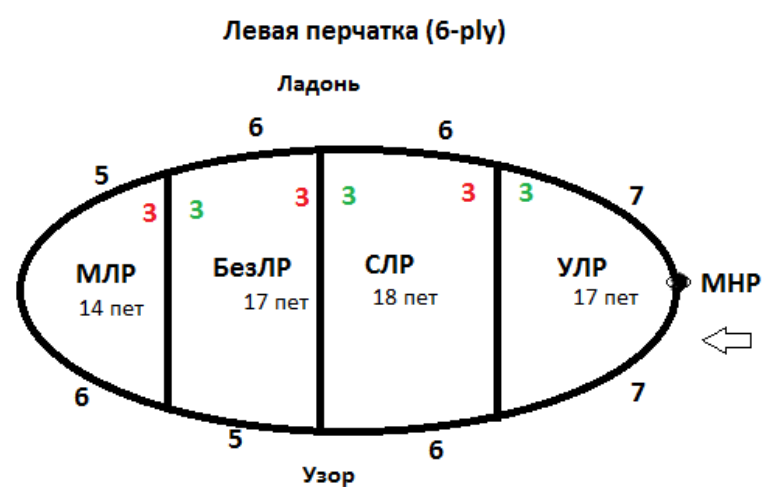 Левая перчатка (6-ply)
Ладонь
6 6
5 7
3 3 3 3 3 3
МЛР БезЛР СЛР УЛР МНР
14 пет 17 пет 18 пет 17 пет
6 7
5 6
Узор